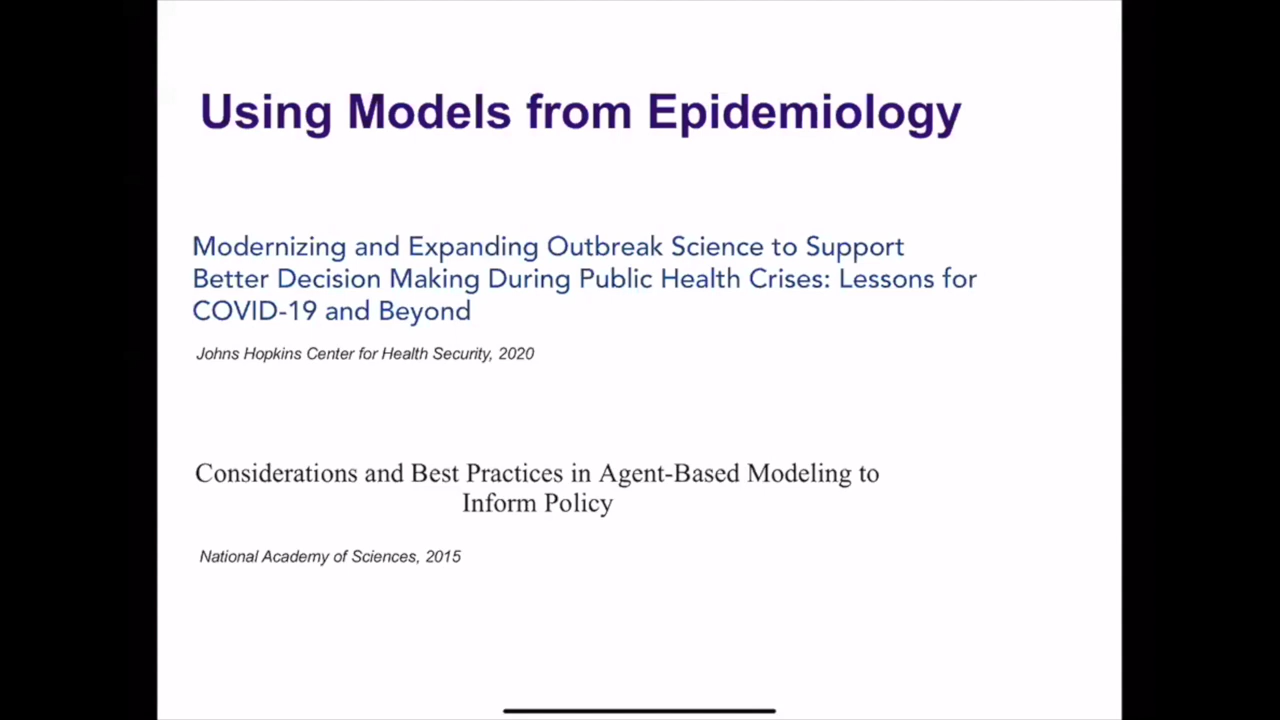 Using Models from Epidemiology
Modernizing and Expanding Outbreak Science to Support
Better Decision Making During Public Health Crises: Lessons for
COVID-19 and Beyond
Johns Hopkins Center for Health Security, 2020
Considerations and Best Practices in Agent-Based Modeling to
Inform Policy
National Academy of Sciences, 2015